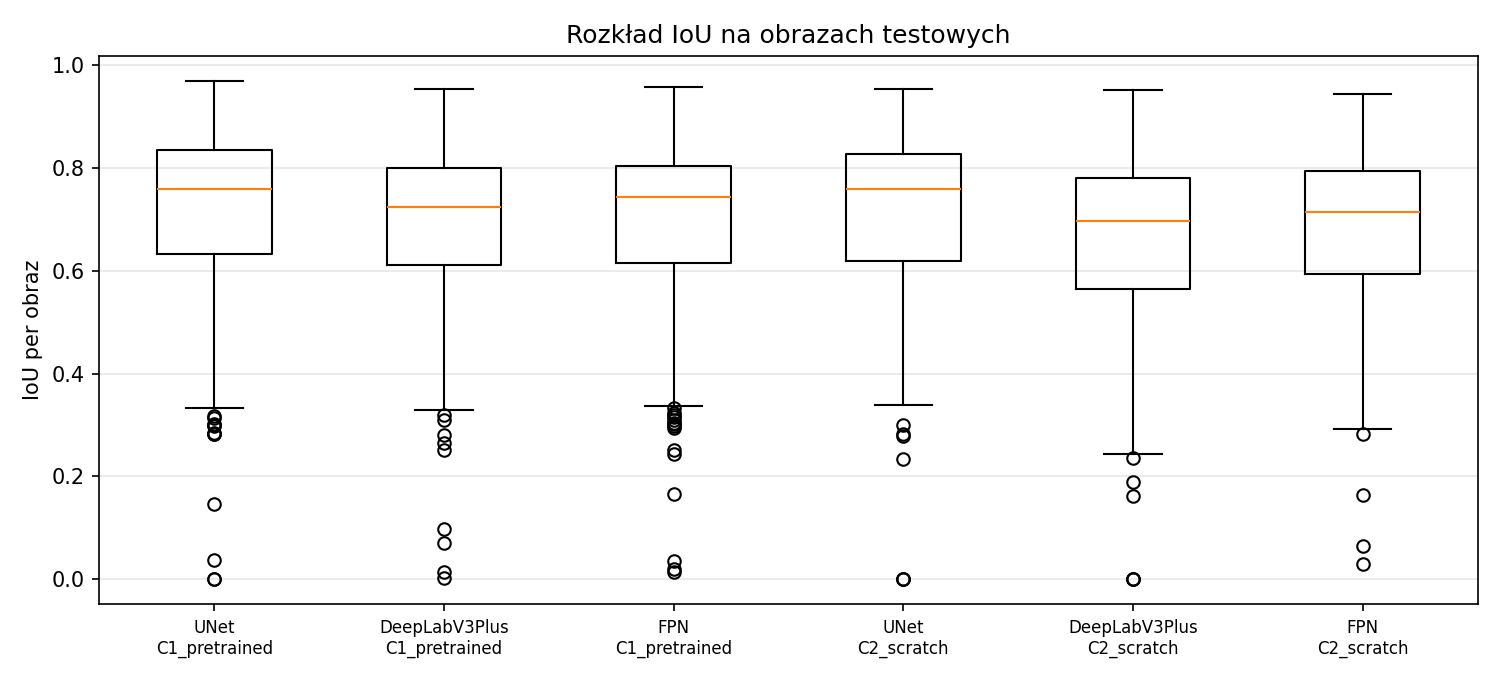 Rozkład IoU na obrazach testowych
IoU per obraz
1.0
0.8
0.6
0.4
0.2
0.0
UNet
C1_pretrained
DeepLabV3Plus
C1_pretrained
FPN
C1_pretrained
UNet
C2_scratch
DeepLabV3Plus
C2_scratch
FPN
C2_scratch